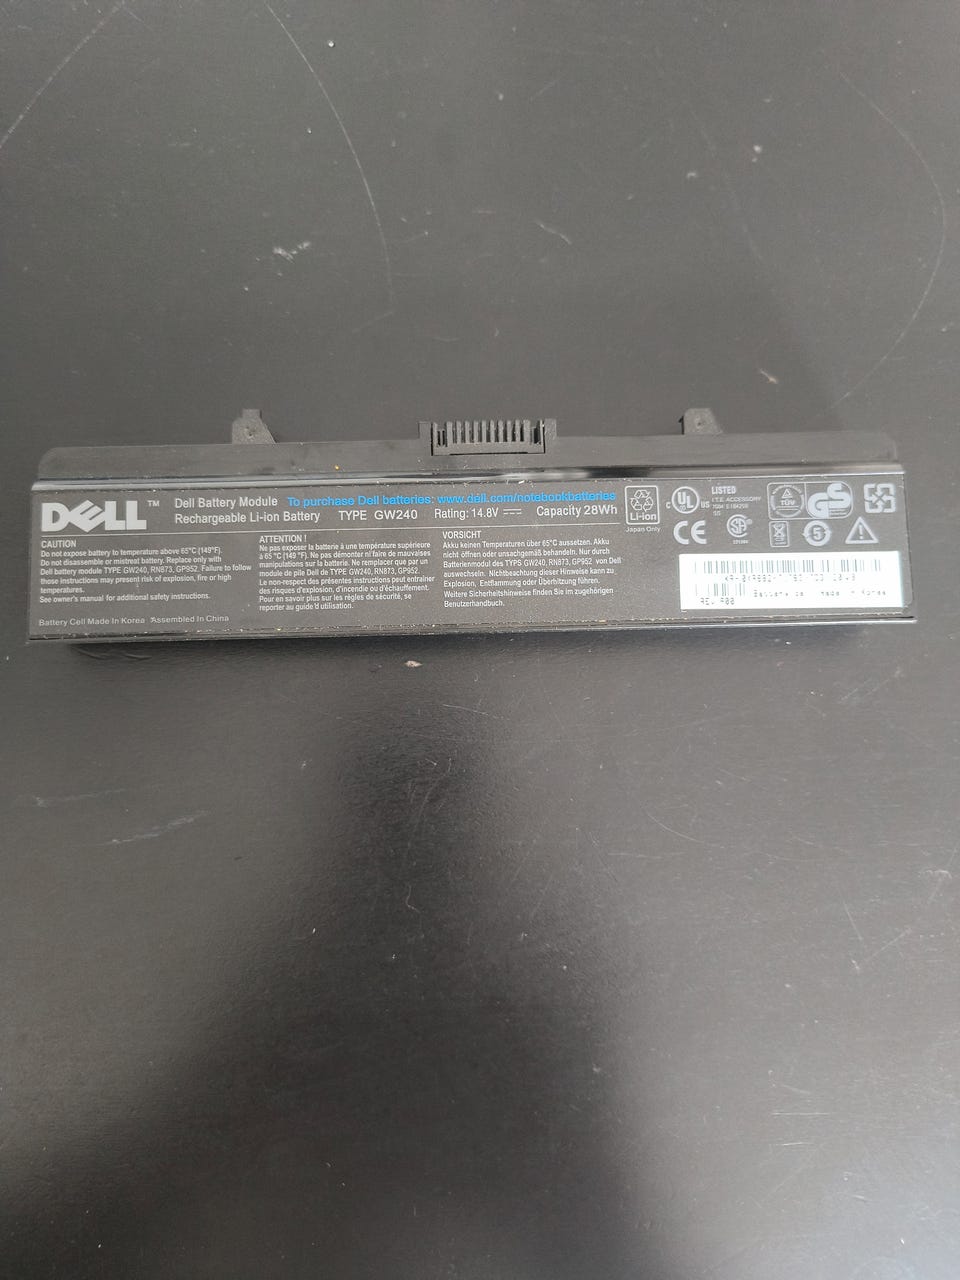 DELL™
Dell Battery Module To purchase Dell batteries: www.dell.com/notebookbatteries
Rechargeable Li-ion Battery TYPE GW240 Rating: 14.8V Capacity 28Wh
CAUTION
Do not expose battery to temperature above 65°C (149°F).
Do not disassemble or mistreat battery. Replace only with
Dell battery module TYPE GW240, RN873, GP952. Failure to follow
those instructions may present risk of explosion, fire or high
temperatures.
See owner's manual for additional safety instructions.
Battery Cell Made In Korea Assembled In China
ATTENTION !
Ne pas exposer la batterie à une température supérieure
à 65 °C (149 °F). Ne pas démonter ni faire de mauvaises
manipulations sur la batterie. Ne remplacer que par un
module de pile Dell de TYPE GW240, RN873, GP952.
Le non-respect des présentes instructions peut entrainer
des risques d'explosion, d'incendie ou d'échauffement.
Pour en savoir plus sur les règles de sécurité, se
reporter au guide 'd utilisation.
VORSICHT
Akku keinen Temperaturen über 65°C aussetzen. Akku
nicht öffnen oder unsachgemäß behandeln. Nur durch
Batterienmodul des TYPS GW240, RN873, GP952 von Dell
auswechseln. Nichtbeachtung dieser Hinweise kann zu
Explosion, Entflammung oder Überhitzung führen.
Weitere Sicherheitshinweise finden Sie im zugehörigen
Benutzerhandbuch.
Li-ion
Japan Only
c UL US
LISTED
I.T.E. ACCESSORY
TÜV
GS
CE
5
REV A00
Made in Korea